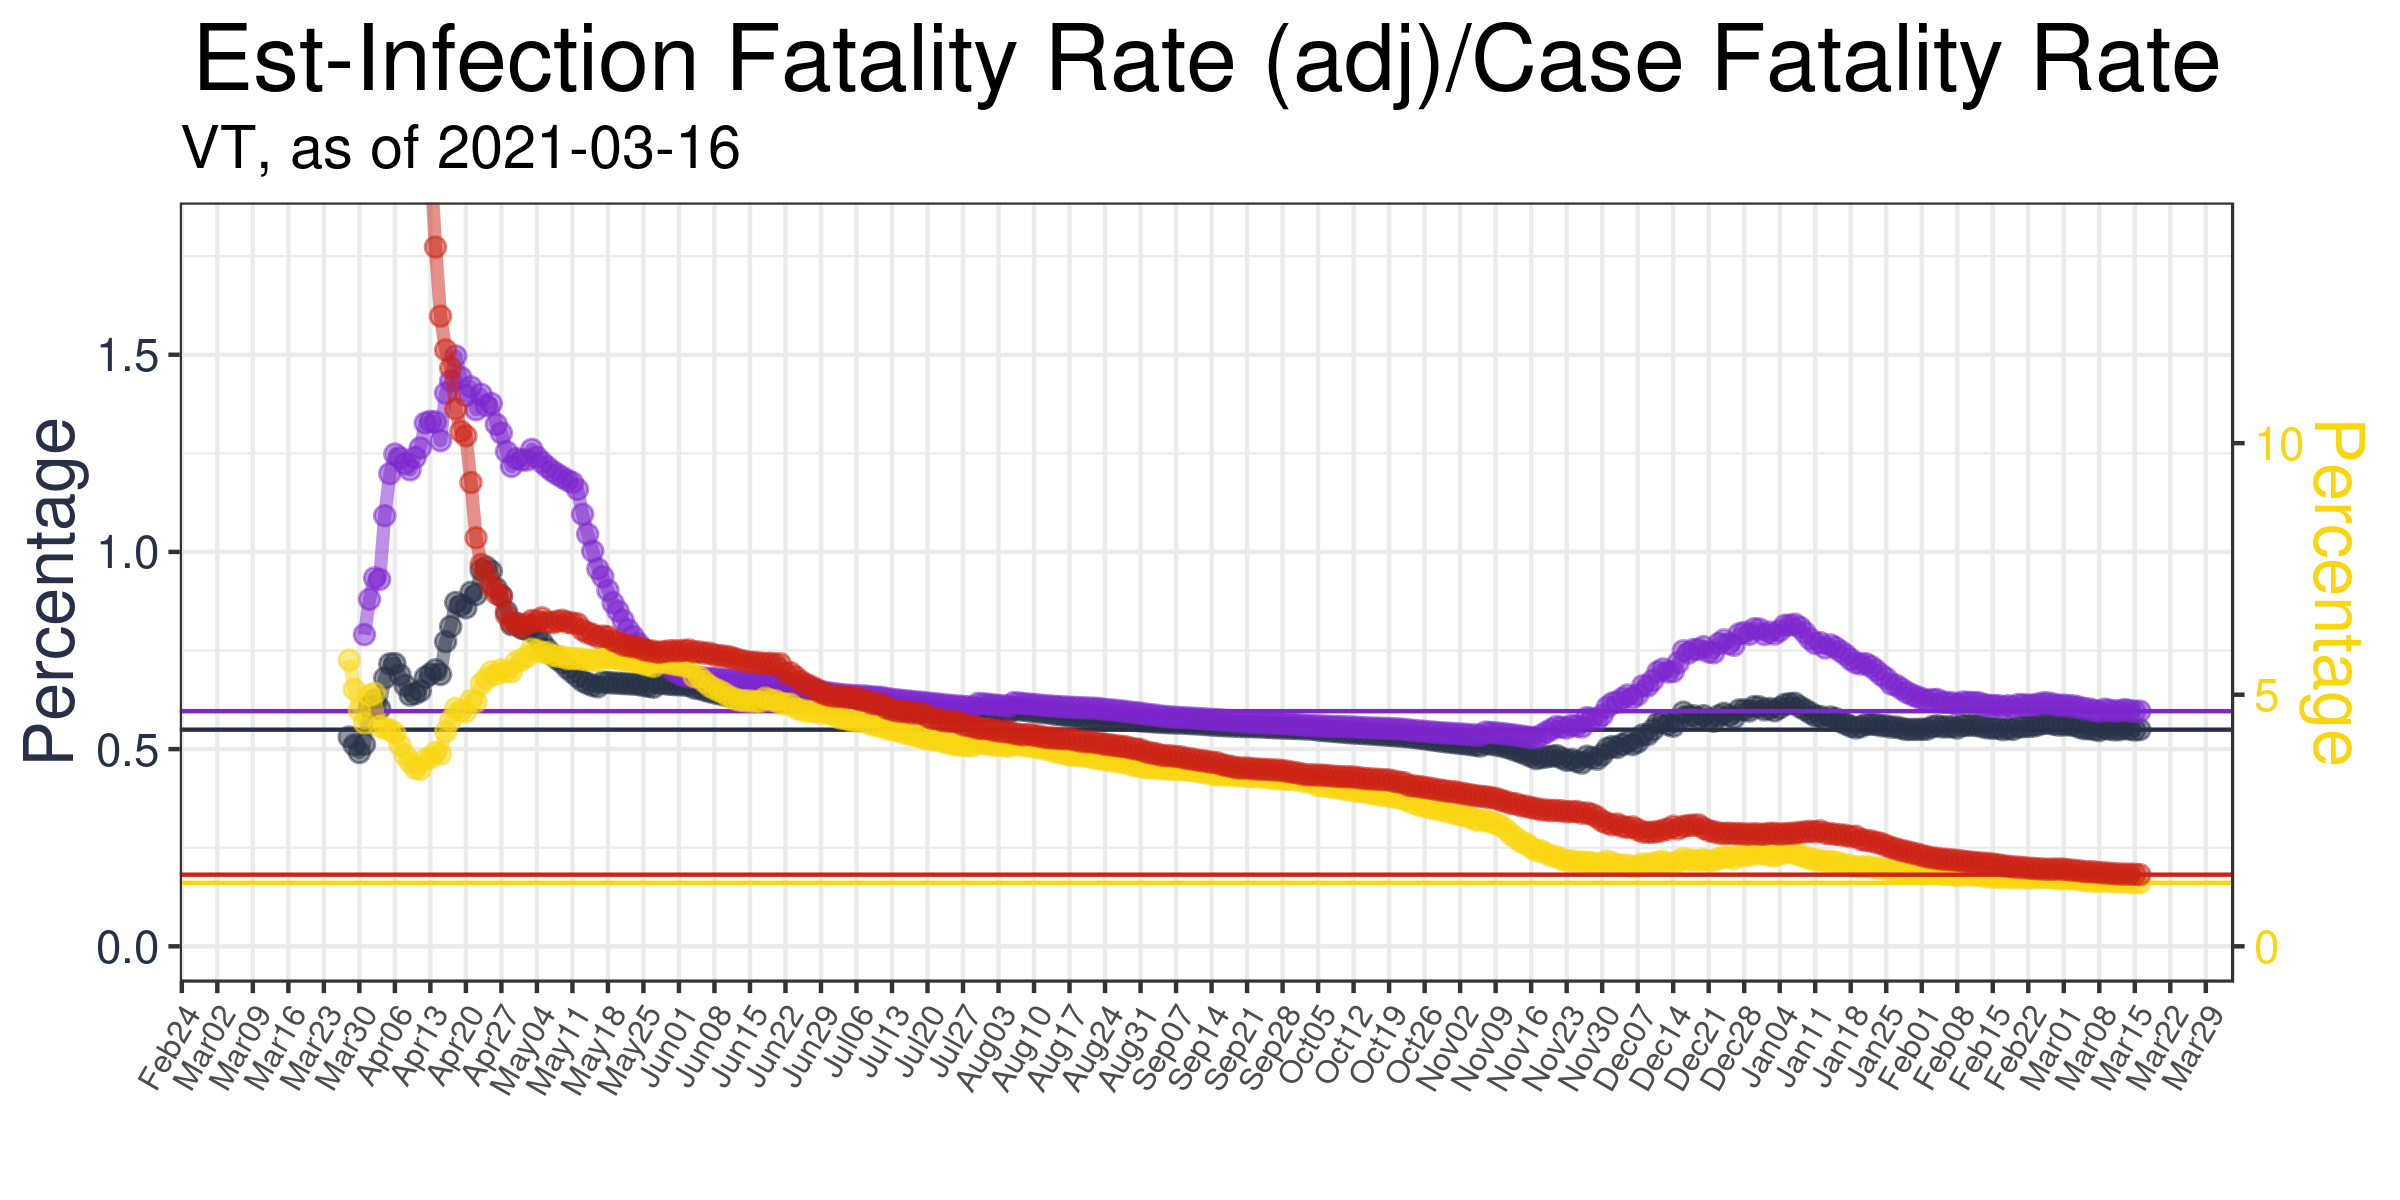 Est-Infection Fatality Rate (adj)/Case Fatality Rate
VT, as of 2021-03-16
Percentage
1.5
1.0
0.5
0.0
Percentage
10
5
0
Feb24
Mar02
Mar09
Mar16
Mar23
Mar30
Apr06
Apr13
Apr20
Apr27
May04
May11
May18
May25
Jun01
Jun08
Jun15
Jun22
Jun29
Jul06
Jul13
Jul20
Jul27
Aug03
Aug10
Aug17
Aug24
Aug31
Sep07
Sep14
Sep21
Sep28
Oct05
Oct12
Oct19
Oct26
Nov02
Nov09
Nov16
Nov23
Nov30
Dec07
Dec14
Dec21
Dec28
Jan04
Jan11
Jan18
Jan25
Feb01
Feb08
Feb15
Feb22
Mar01
Mar08
Mar15
Mar22
Mar29